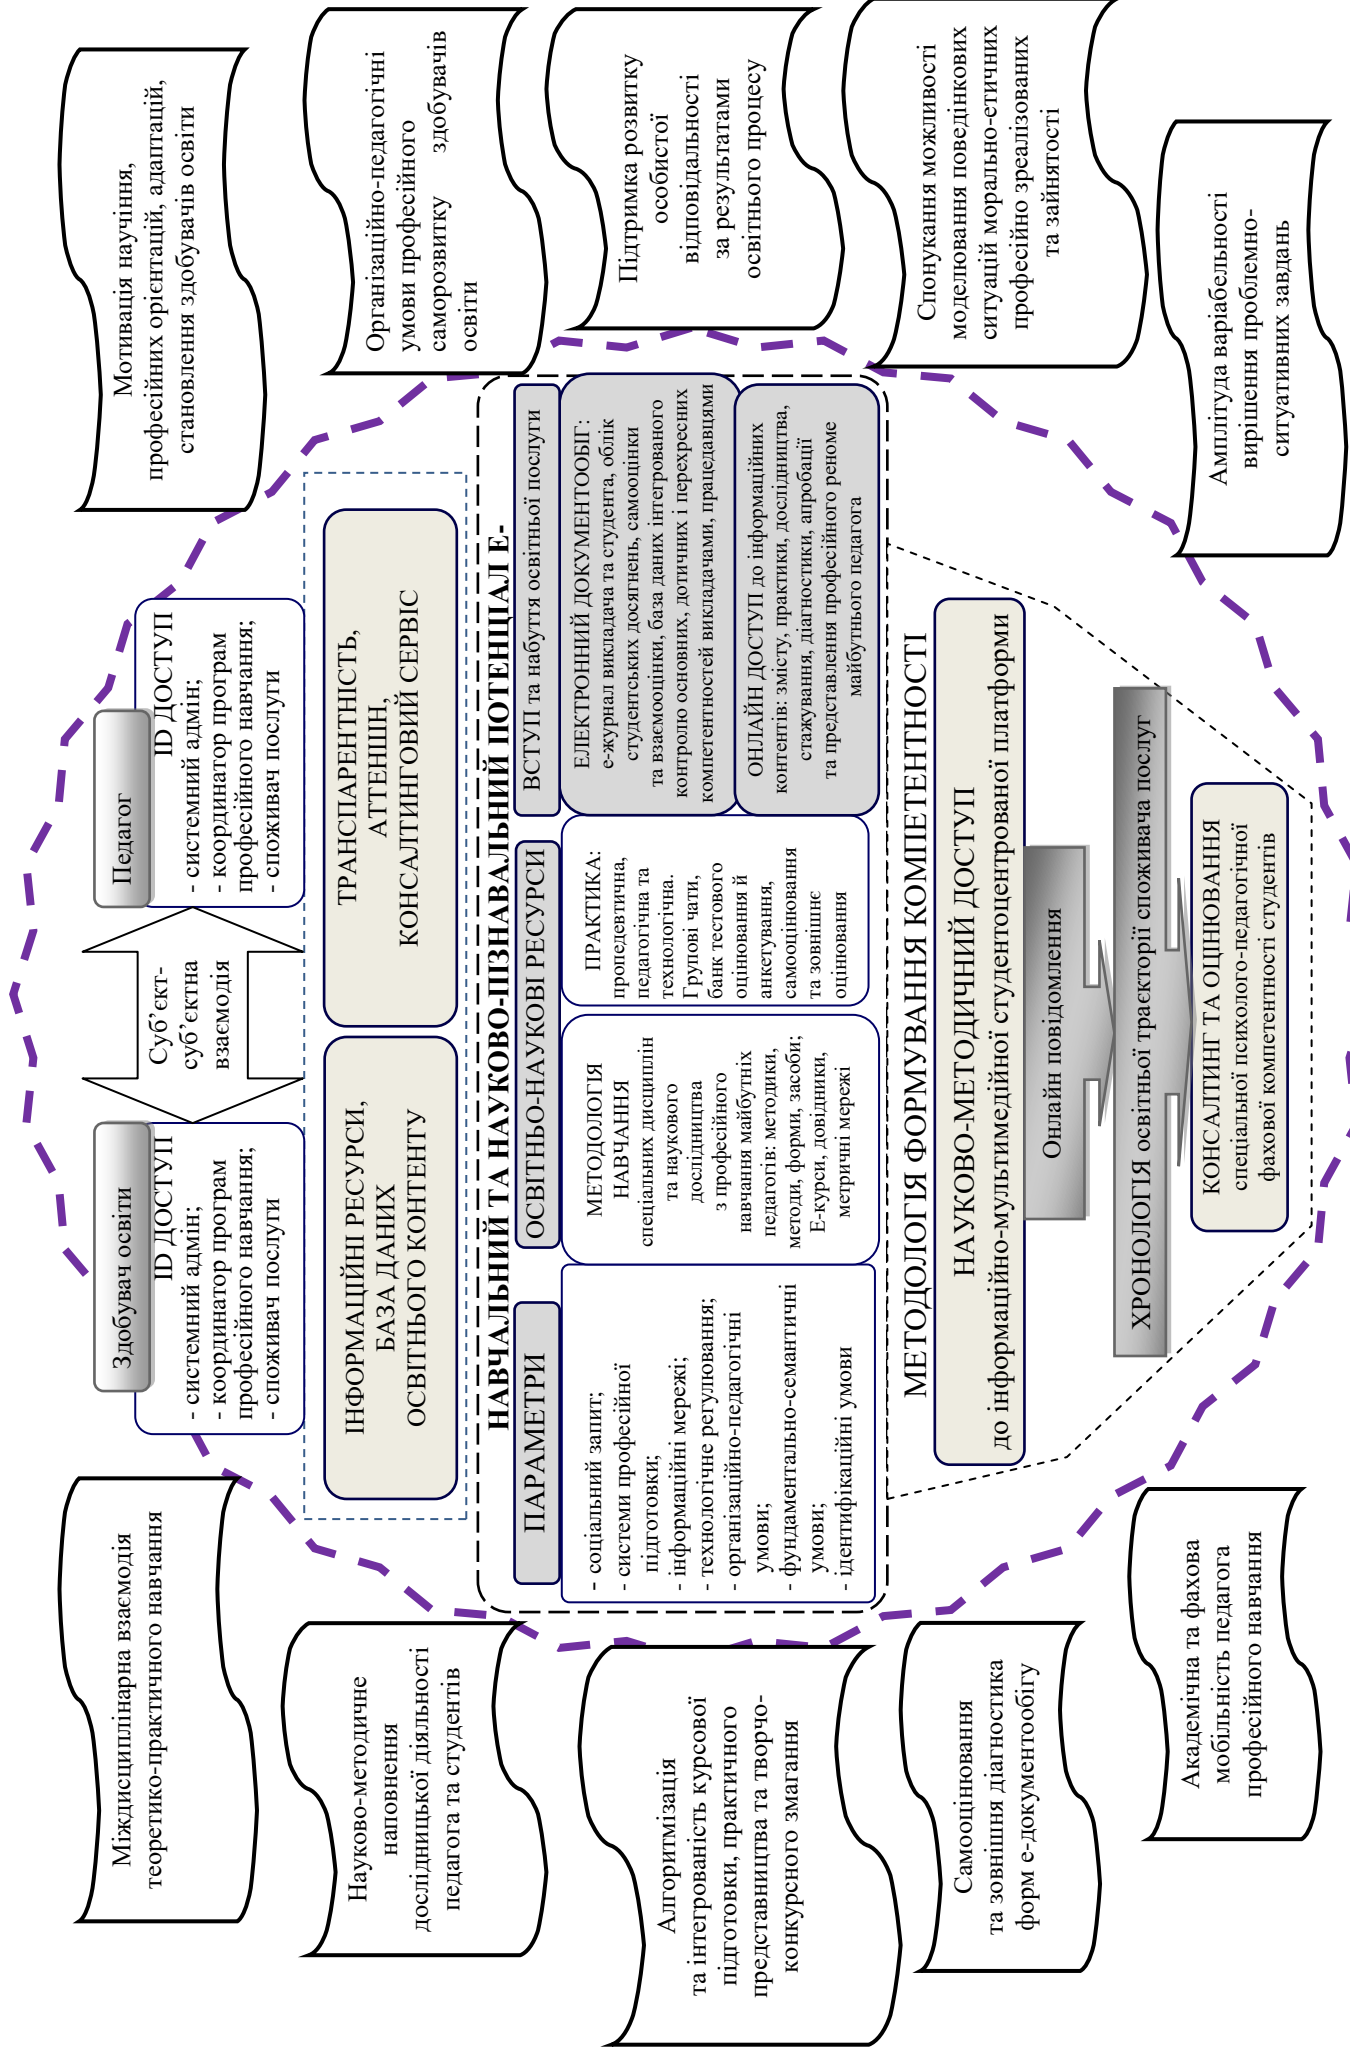 Міждисциплінарна взаємодія
теоретико-практичного навчання
Здобувач освіти
ID ДОСТУП
- системний адмін;
- координатор програм
професійного навчання;
- споживач послуги
Суб’єкт-
суб’єктна
взаємодія
Педагог
ID ДОСТУП
- системний адмін;
- координатор програм
професійного навчання;
- споживач послуги
Мотивація научіння,
професійних орієнтацій, адаптацій,
становлення здобувачів освіти
Науково-методичне
наповнення
дослідницької діяльності
педагога та студентів
ІНФОРМАЦІЙНІ РЕСУРСИ,
БАЗА ДАНИХ
ОСВІТНЬОГО КОНТЕНТУ
ТРАНСПАРЕНТНІСТЬ,
АТТЕНШН,
КОНСАЛТИНГОВИЙ СЕРВІС
Організаційно-педагогічні
умови професійного
саморозвитку здобувачів
освіти
НАВЧАЛЬНИЙ ТА НАУКОВО-ПІЗНАВАЛЬНИЙ ПОТЕНЦІАЛ Е-
ПАРАМЕТРИ
- соціальний запит;
- системи професійної
підготовки;
- інформаційні мережі;
- технологічне регулювання;
- організаційно-педагогічні
умови;
- фундаментально-семантичні
умови;
- ідентифікаційні умови
ОСВІТНЬО-НАУКОВІ РЕСУРСИ
МЕТОДОЛОГІЯ
НАВЧАННЯ
спеціальних дисциплін
та наукового
дослідництва
з професійного
навчання майбутніх
педагогів: методики,
методи, форми, засоби;
Е-курси, довідники,
метричні мережі
ПРАКТИКА:
пропедевтична,
педагогічна та
технологічна.
Групові чати,
банк тестового
оцінювання й
анкетування,
самооцінювання
та зовнішнє
оцінювання
ВСТУП та набуття освітньої послуги
ЕЛЕКТРОННИЙ ДОКУМЕНТООБІГ:
е-журнал викладача та студента, облік
студентських досягнень, самооцінки
та взаємооцінки, база даних інтегрованого
контролю основних, дотичних і перехресних
компетентностей викладачами, працедавцями
ОНЛАЙН ДОСТУП до інформаційних
контентів: змісту, практики, дослідництва,
стажування, діагностики, апробації
та представлення професійного реноме
майбутнього педагога
Алгоритмізація
та інтегрованість курсової
підготовки, практичного
представництва та творчо-
конкурсного змагання
Підтримка розвитку
особистої
відповідальності
за результатами
освітнього процесу
МЕТОДОЛОГІЯ ФОРМУВАННЯ КОМПЕТЕНТНОСТІ
НАУКОВО-МЕТОДИЧНИЙ ДОСТУП
до інформаційно-мультимедійної студентоцентрованої платформи
Онлайн повідомлення
ХРОНОЛОГІЯ освітньої траєкторії споживача послуг
КОНСАЛТИНГ ТА ОЦІНЮВАННЯ
спеціальної психолого-педагогічної
фахової компетентності студентів
Самооцінювання
та зовнішня діагностика
форм е-документообігу
Спонукання можливості
моделювання поведінкових
ситуацій морально-етичних
професійно зреалізованих
та зайнятості
Академічна та фахова
мобільність педагога
професійного навчання
Амплітуда варіабельності
вирішення проблемно-
ситуативних завдань